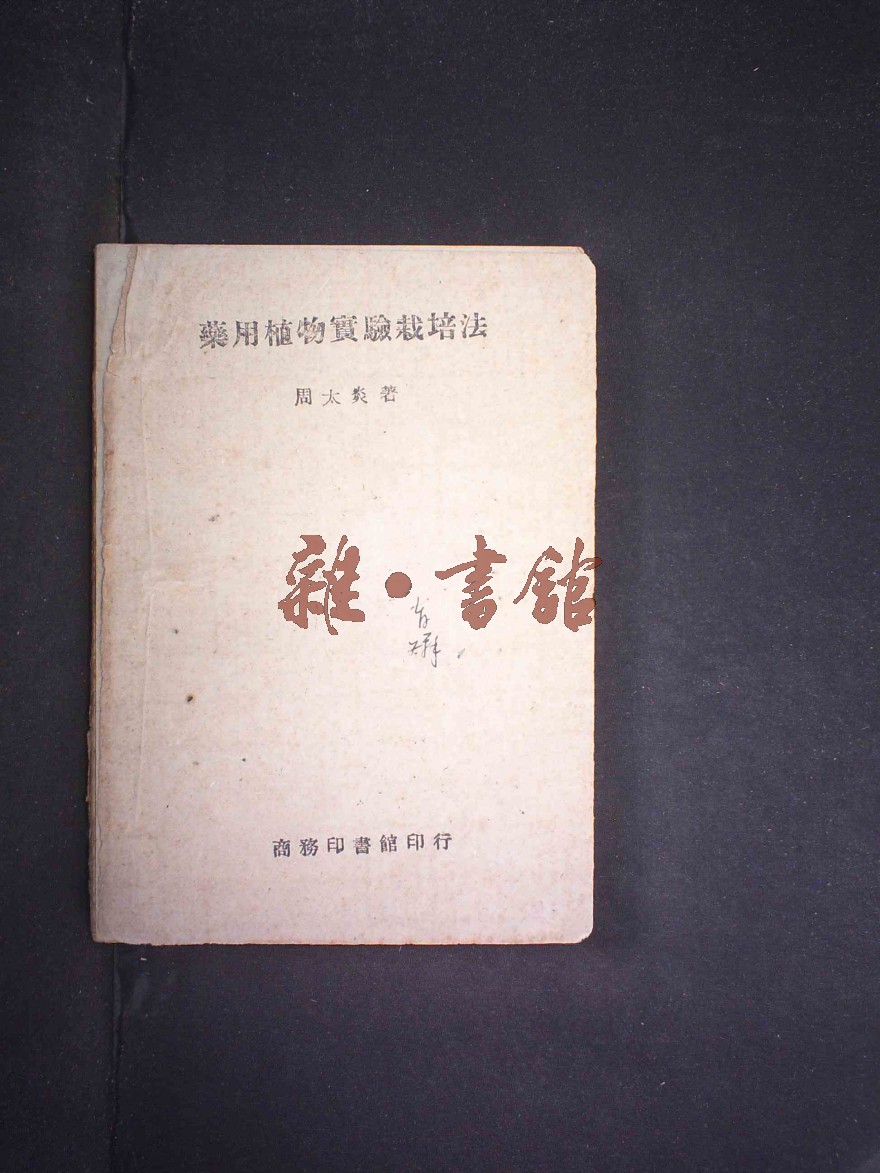 藥用植物實驗栽培法
周太炎著
雜·書館
商務印書館印行